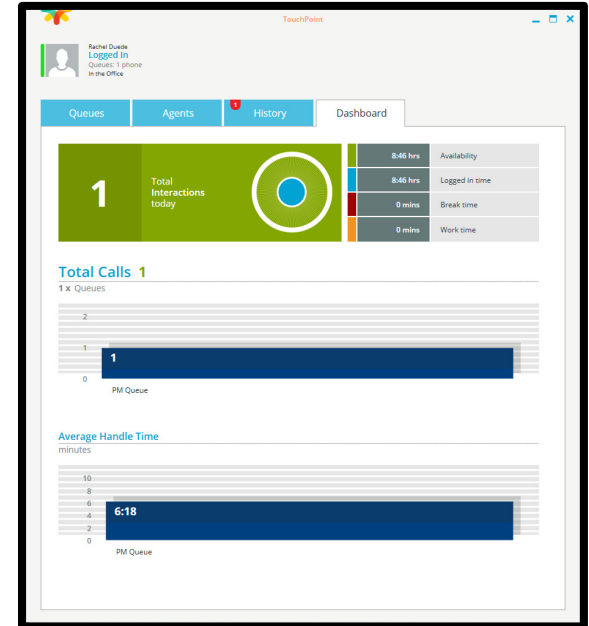 TouchPoint
Rachel Duede
Logged In
Queues: 1 phone
In the Office
Queues
Agents
1
History
Dashboard
1
Total
Interactions
today
8:46 hrs Availability
8:46 hrs Logged in time
0 mins Break time
0 mins Work time
Total Calls 1
1 x Queues
2
1
0
1
PM Queue
Average Handle Time
minutes
10
8
6
4
2
0
6:18
PM Queue